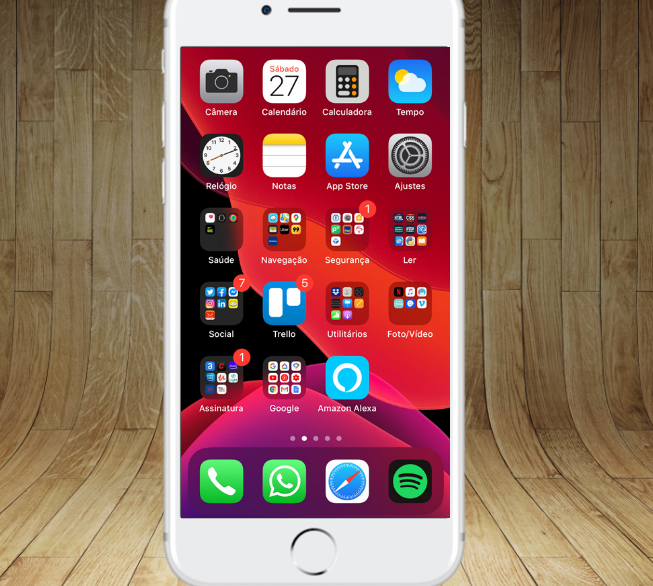 Sábado
27
Câmera Calendário Calculadora Tempo
Relógio Notas App Store Ajustes
1
Saúde Navegação Segurança Ler
7 5
Social Trello Utilitários Foto/Vídeo
1
Assinatura Google Amazon Alexa